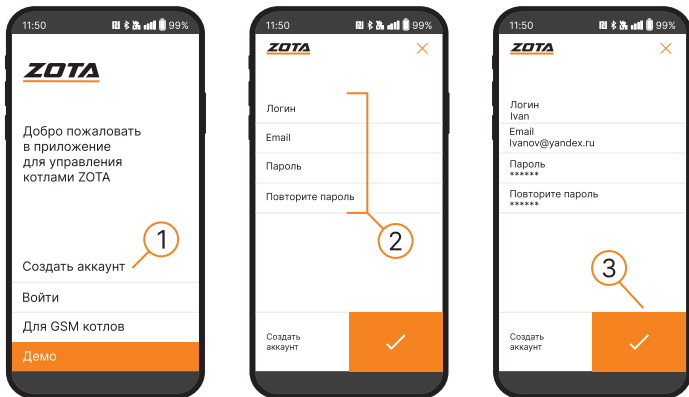 11:50
99%
ZOTA
Добро пожаловать
в приложение
для управления
котлами ZOTA
1
Создать аккаунт
Войти
Для GSM котлов
Демо
11:50
99%
ZOTA
Логин
Email
Пароль
Повторите пароль
2
Создать
аккаунт
11:50
99%
ZOTA
Логин
Ivan
Email
Ivanov@yandex.ru
Пароль
******
Повторите пароль
******
3
Создать
аккаунт